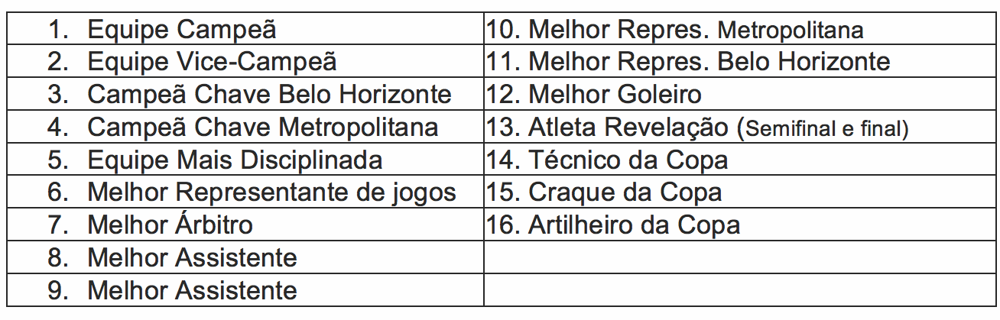 1. Equipe Campeã
2. Equipe Vice-Campeã
3. Campeã Chave Belo Horizonte
4. Campeã Chave Metropolitana
5. Equipe Mais Disciplinada
6. Melhor Representante de jogos
7. Melhor Árbitro
8. Melhor Assistente
9. Melhor Assistente
10. Melhor Repres. Metropolitana
11. Melhor Repres. Belo Horizonte
12. Melhor Goleiro
13. Atleta Revelação (Semifinal e final)
14. Técnico da Copa
15. Craque da Copa
16. Artilheiro da Copa